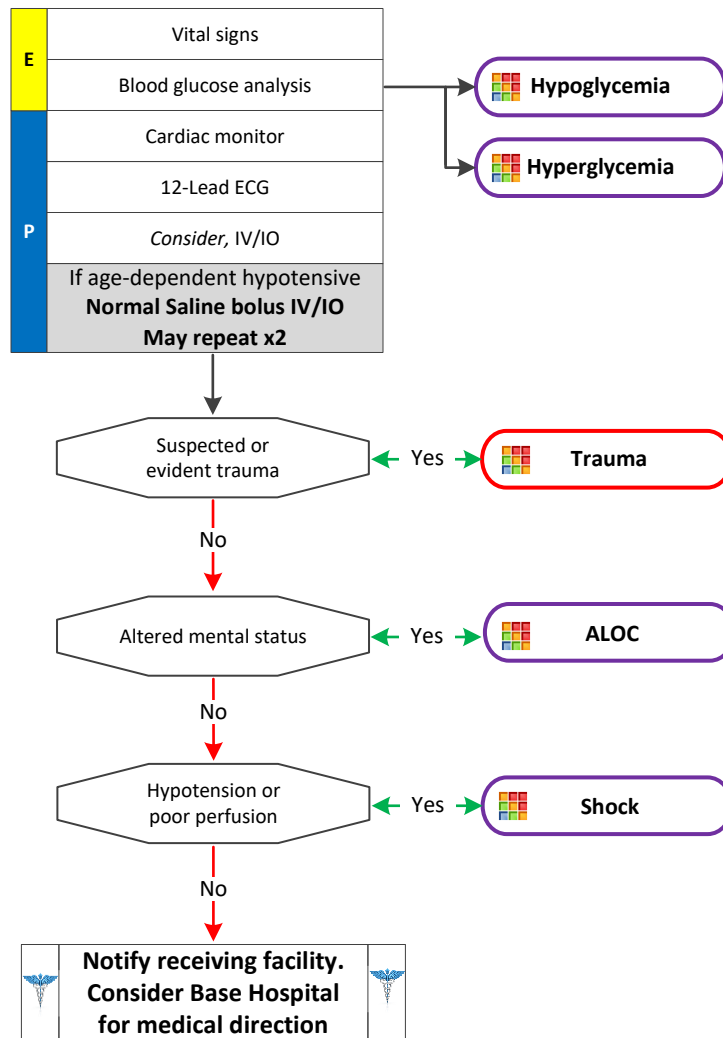 E
Vital signs
Blood glucose analysis
Hypoglycemia
Hyperglycemia
P
Cardiac monitor
12-Lead ECG
Consider, IV/IO
If age-dependent hypotensive
Normal Saline bolus IV/IO
May repeat x2
Suspected or
evident trauma
Yes
Trauma
No
Altered mental status
Yes
ALOC
No
Hypotension or
poor perfusion
Yes
Shock
No
Notify receiving facility.
Consider Base Hospital
for medical direction